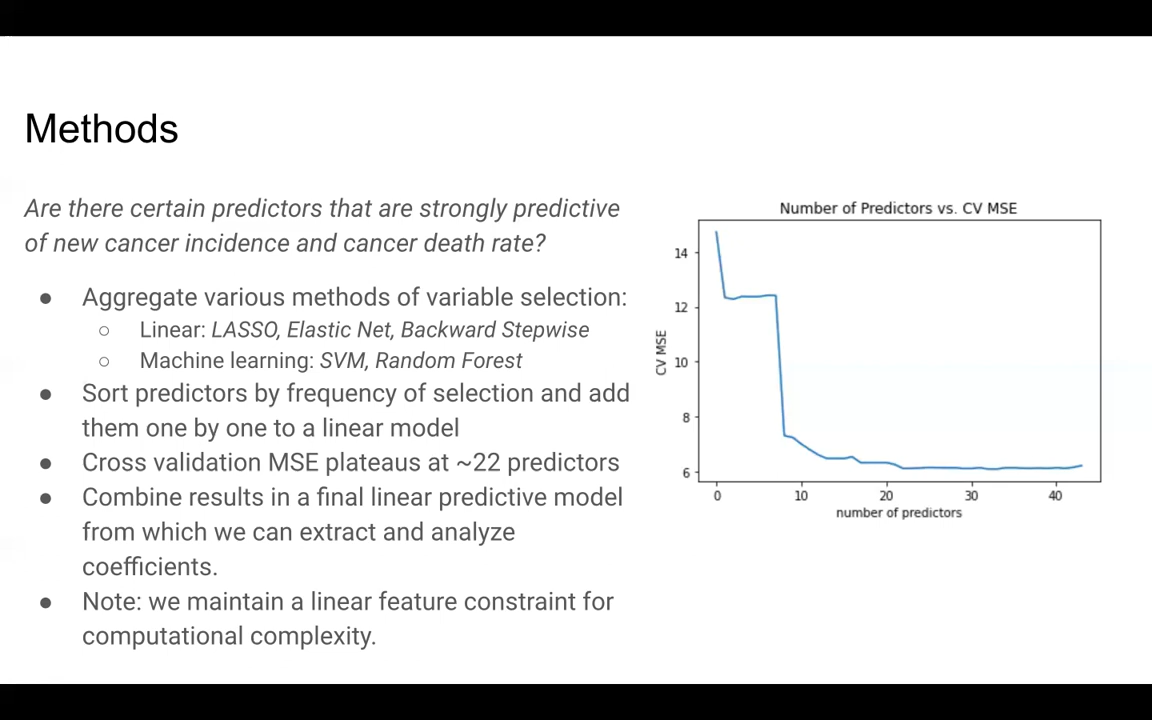 Methods
Are there certain predictors that are strongly predictive
of new cancer incidence and cancer death rate?
● Aggregate various methods of variable selection:
○ Linear: LASSO, Elastic Net, Backward Stepwise
○ Machine learning: SVM, Random Forest
● Sort predictors by frequency of selection and add
them one by one to a linear model
● Cross validation MSE plateaus at ~22 predictors
● Combine results in a final linear predictive model
from which we can extract and analyze
coefficients.
● Note: we maintain a linear feature constraint for
computational complexity.
Number of Predictors vs. CV MSE
CV MSE
14
12
10
8
6
0 10 20 30 40
number of predictors